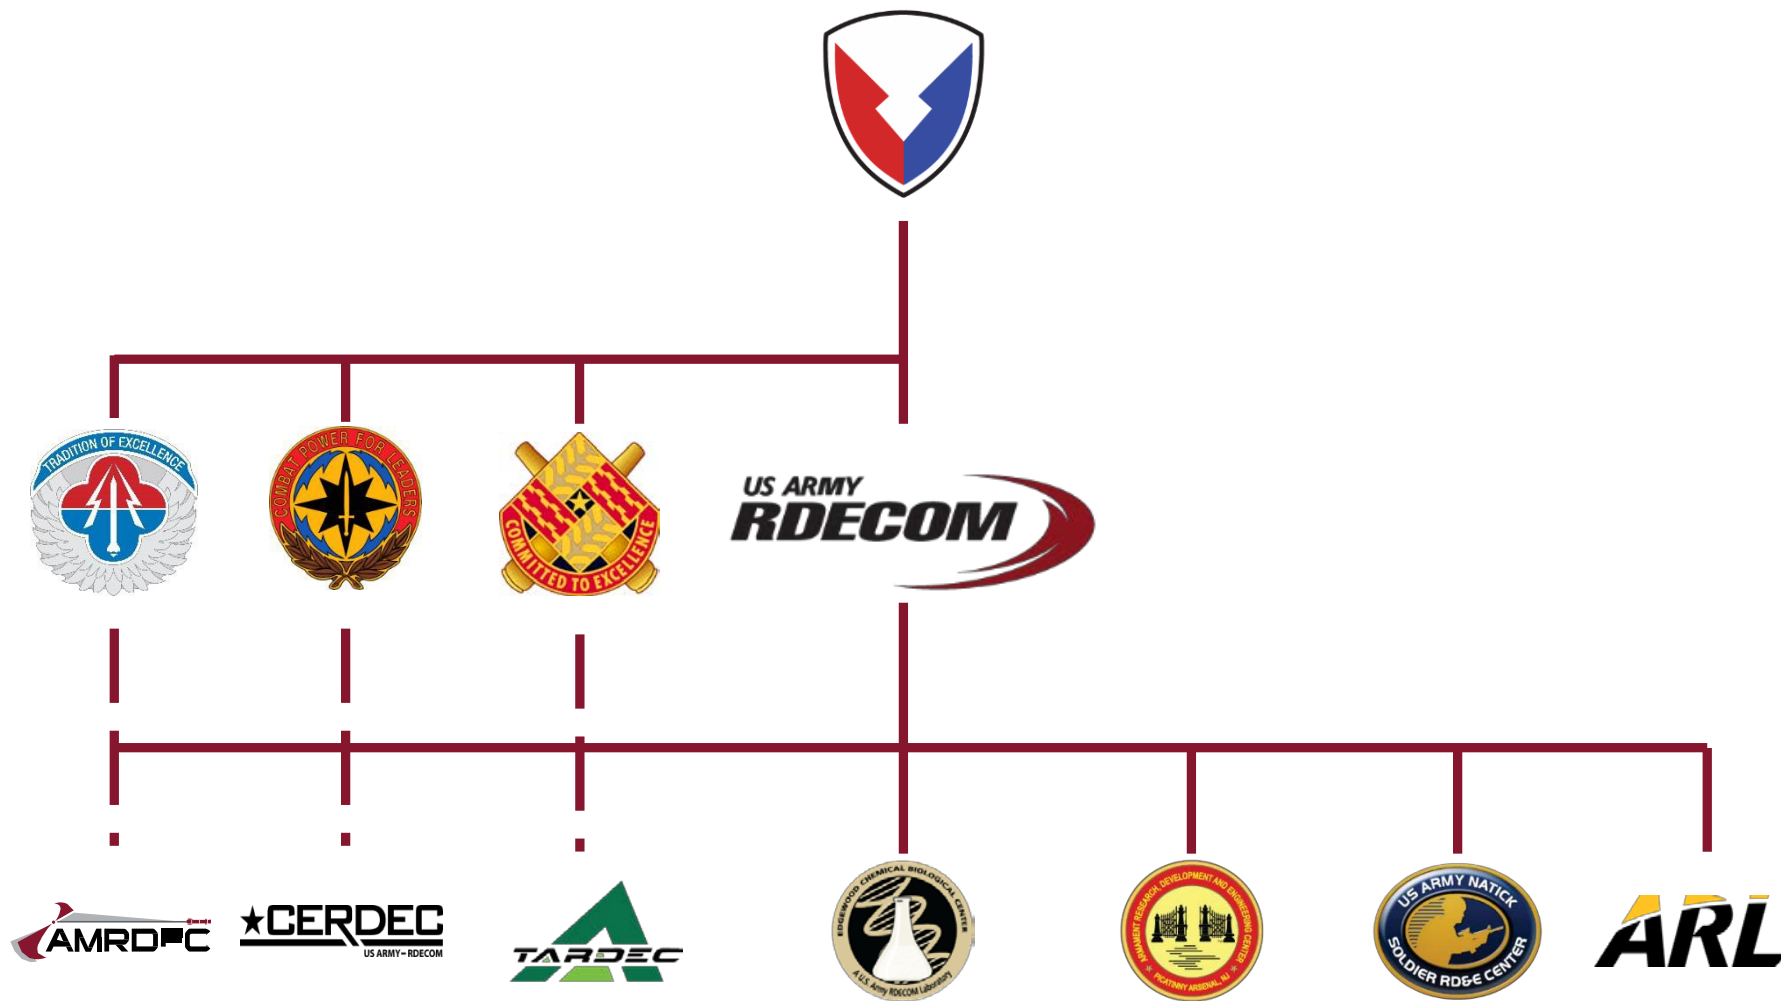 TRADITION OF EXCELLENCE
COMBAT POWER FOR LEADERS
COMMITTED TO EXCELLENCE
US ARMY
RDECOM
AMRD C
★CERDEC
US ARMY – RDECOM
TARDEC
EDGEWOOD CHEMICAL BIOLOGICAL CENTER
A U.S. Army RDECOM Laboratory
ARMAMENT RESEARCH, DEVELOPMENT AND ENGINEERING CENTER
PICATINNY ARSENAL, NJ
US ARMY NATICK
SOLDIER RD&E CENTER
ARL